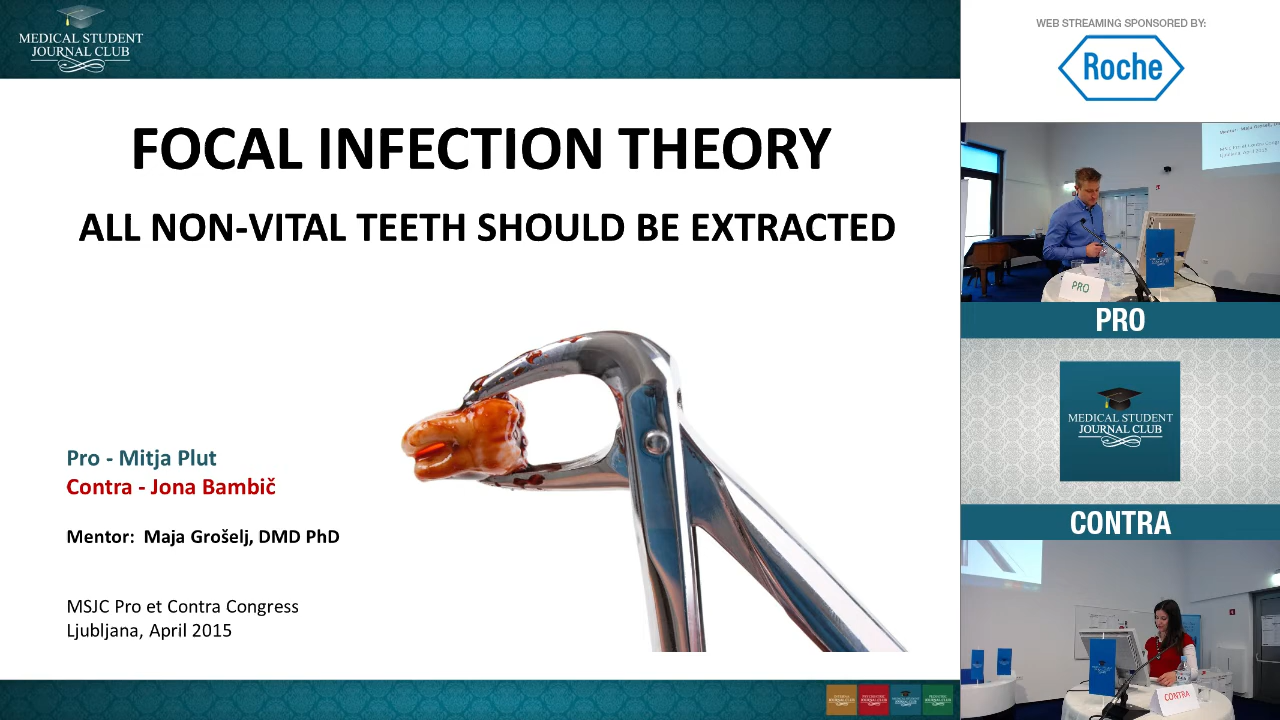 MEDICAL STUDENT
JOURNAL CLUB
FOCAL INFECTION THEORY
ALL NON-VITAL TEETH SHOULD BE EXTRACTED
Pro - Mitja Plut
Contra - Jona Bambič
Mentor: Maja Grošelj, DMD PhD
MSJC Pro et Contra Congress
Ljubljana, April 2015
WEB STREAMING SPONSORED BY:
Roche
PRO
PRO
MEDICAL STUDENT
JOURNAL CLUB
CONTRA
CONTRA